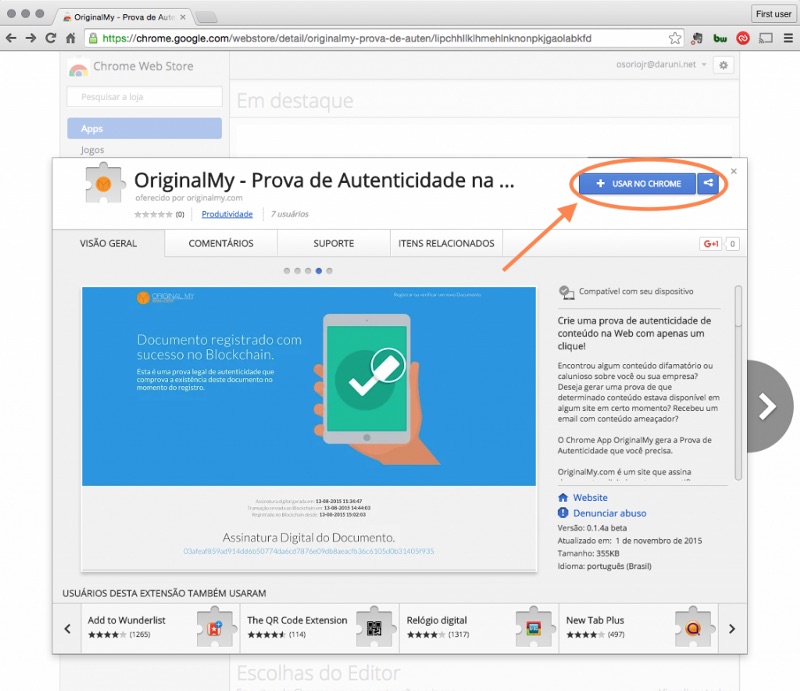 OriginalMy - Prova de Aute
First user
https://chrome.google.com/webstore/detail/originalmy-prova-de-auten/lipchhllklhmehlnknonpkjgaolabkfd
Chrome Web Store
osoriojr@daruni.net
Pesquisar a loja
Em destaque
Apps
Jogos
OriginalMy - Prova de Autenticidade na ...
oferecido por originalmy.com
(0)
Produtividade
7 usuários
USAR NO CHROME
VISÃO GERAL
COMENTÁRIOS
SUPORTE
ITENS RELACIONADOS
G+1
0
ORIGINALMY
Registrar ou verificar um novo Documento
Documento registrado com
sucesso no Blockchain.
Esta é uma prova legal de autenticidade que
comprova a existência deste documento no
momento do registro.
Assinatura digital gerada em: 13-08-2015 11:34:47
Transação enviada ao Blockchain em: 13-08-2015 14:44:03
Registrado no Blockchain desde: 13-08-2015 15:02:03
Assinatura Digital do Documento.
Compatível com seu dispositivo
Crie uma prova de autenticidade de
conteúdo na Web com apenas um
clique!
Encontrou algum conteúdo difamatório ou
calunioso sobre você ou sua empresa?
Deseja gerar uma prova de que
determinado conteúdo estava disponível em
algum site em certo momento? Recebeu um
email com conteúdo ameaçador?
O Chrome App OriginalMy gera a Prova de
Autenticidade que você precisa.
OriginalMy.com é um site que assina
Website
Denunciar abuso
Versão: 0.1.4a beta
Atualizado em: 1 de novembro de 2015
Tamanho: 355KB
Idioma: português (Brasil)
USUÁRIOS DESTA EXTENSÃO TAMBÉM USARAM
Add to Wunderlist
(1265)
The QR Code Extension
(114)
Relógio digital
(1317)
New Tab Plus
(497)
Escolhas do Editor